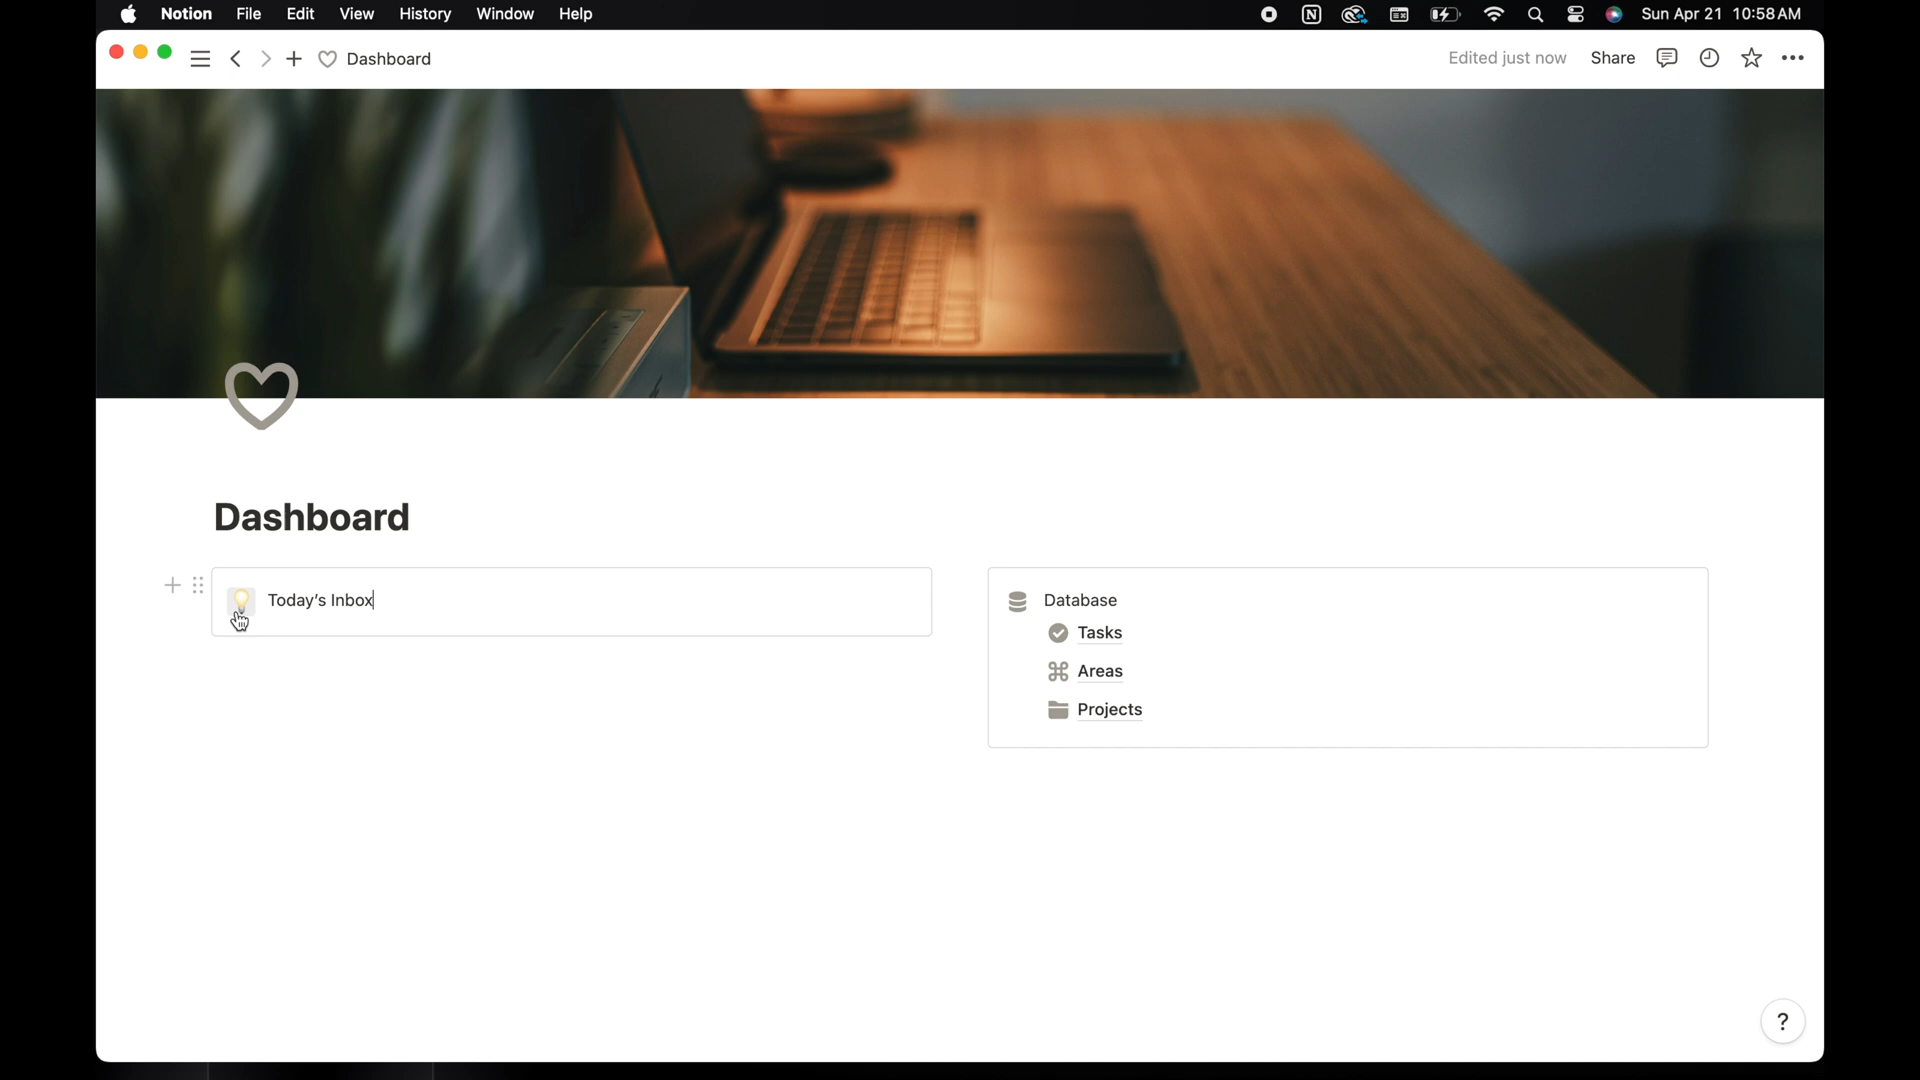 Notion File Edit View History Window Help Sun Apr 21 10:58 AM
Dashboard Edited just now Share
Dashboard
Today's Inbox
Database
Tasks
Areas
Projects
?